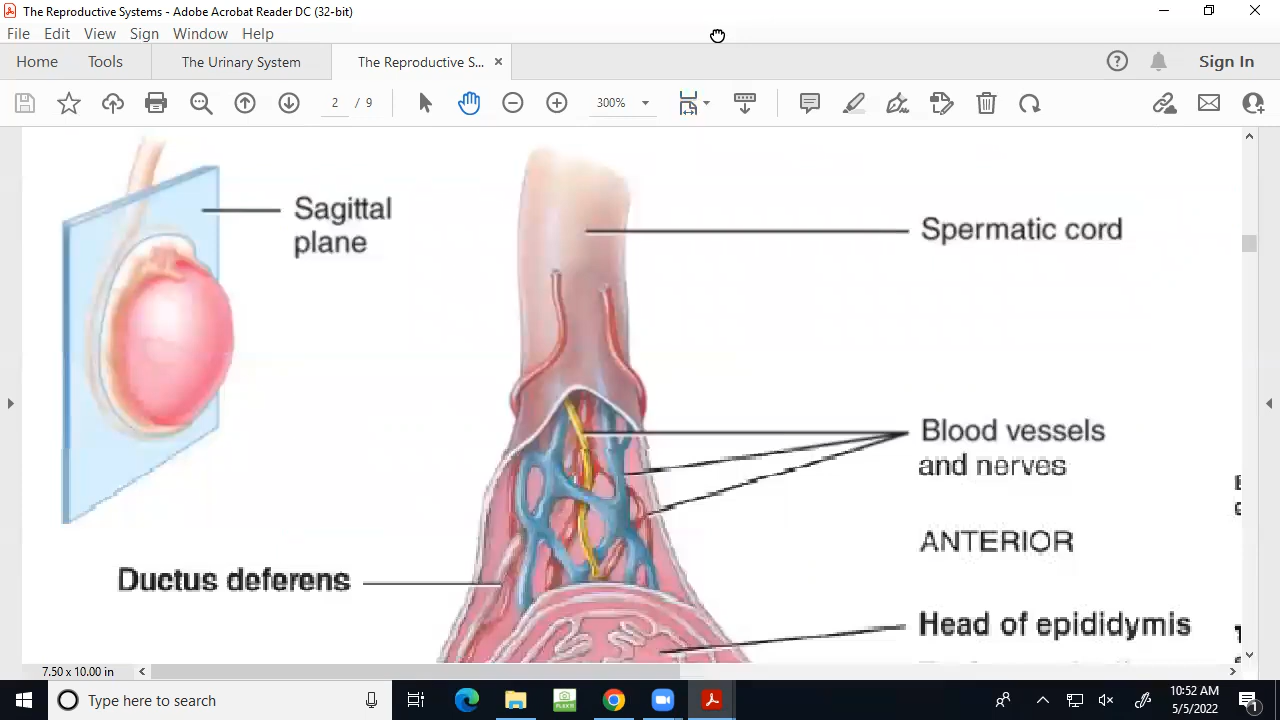 The Reproductive Systems - Adobe Acrobat Reader DC (32-bit)
File Edit View Sign Window Help
Home Tools The Urinary System The Reproductive S... Sign In
2 / 9 300%
Sagittal
plane
Spermatic cord
Blood vessels
and nerves
ANTERIOR
Ductus deferens
Head of epididymis
7.50 x 10.00 in
Type here to search
10:52 AM
5/5/2022
1